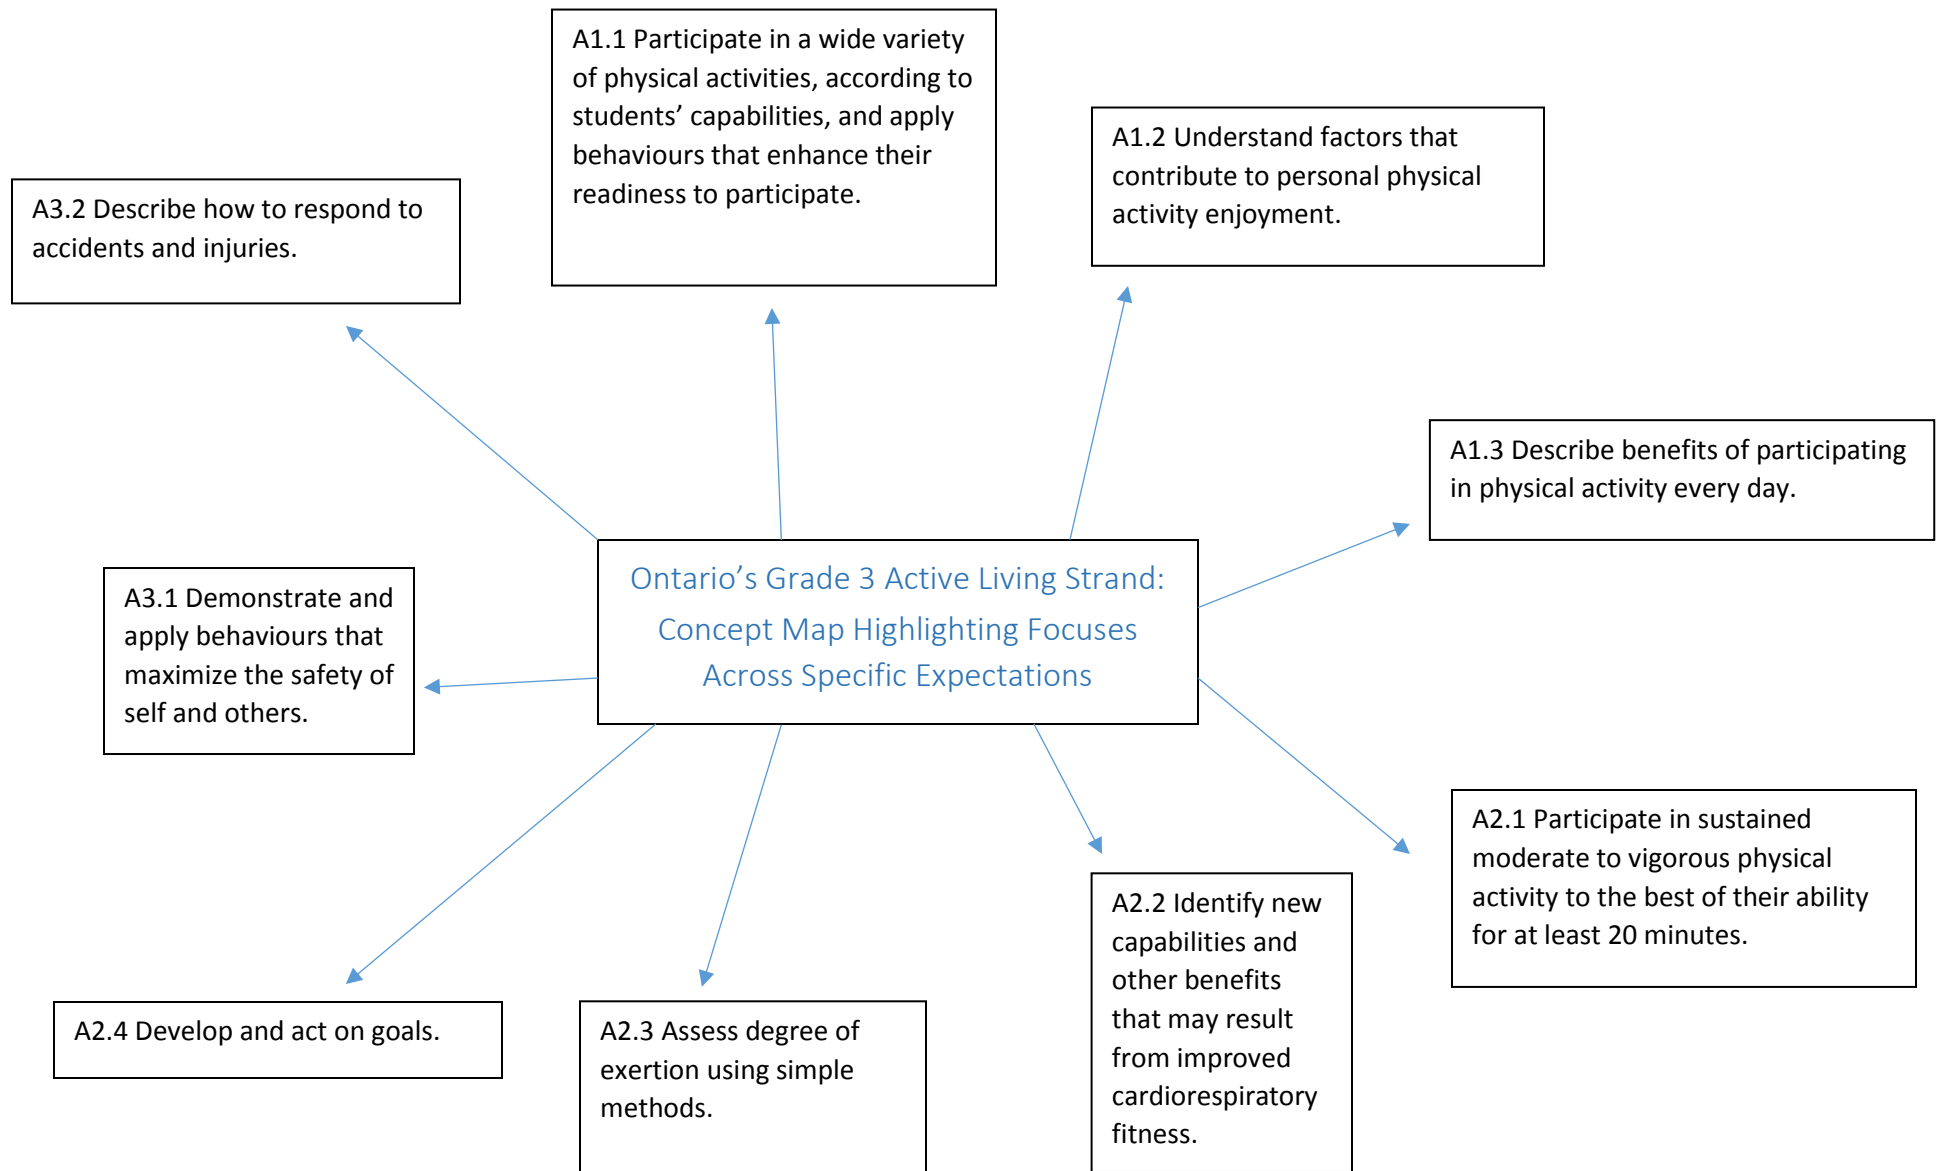 A1.1 Participate in a wide variety
of physical activities, according to
students’ capabilities, and apply
behaviours that enhance their
readiness to participate.
A1.2 Understand factors that
contribute to personal physical
activity enjoyment.
A3.2 Describe how to respond to
accidents and injuries.
A1.3 Describe benefits of participating
in physical activity every day.
Ontario’s Grade 3 Active Living Strand:
Concept Map Highlighting Focuses
Across Specific Expectations
A3.1 Demonstrate and
apply behaviours that
maximize the safety of
self and others.
A2.1 Participate in sustained
moderate to vigorous physical
activity to the best of their ability
for at least 20 minutes.
A2.2 Identify new
capabilities and
other benefits
that may result
from improved
cardiorespiratory
fitness.
A2.4 Develop and act on goals.
A2.3 Assess degree of
exertion using simple
methods.